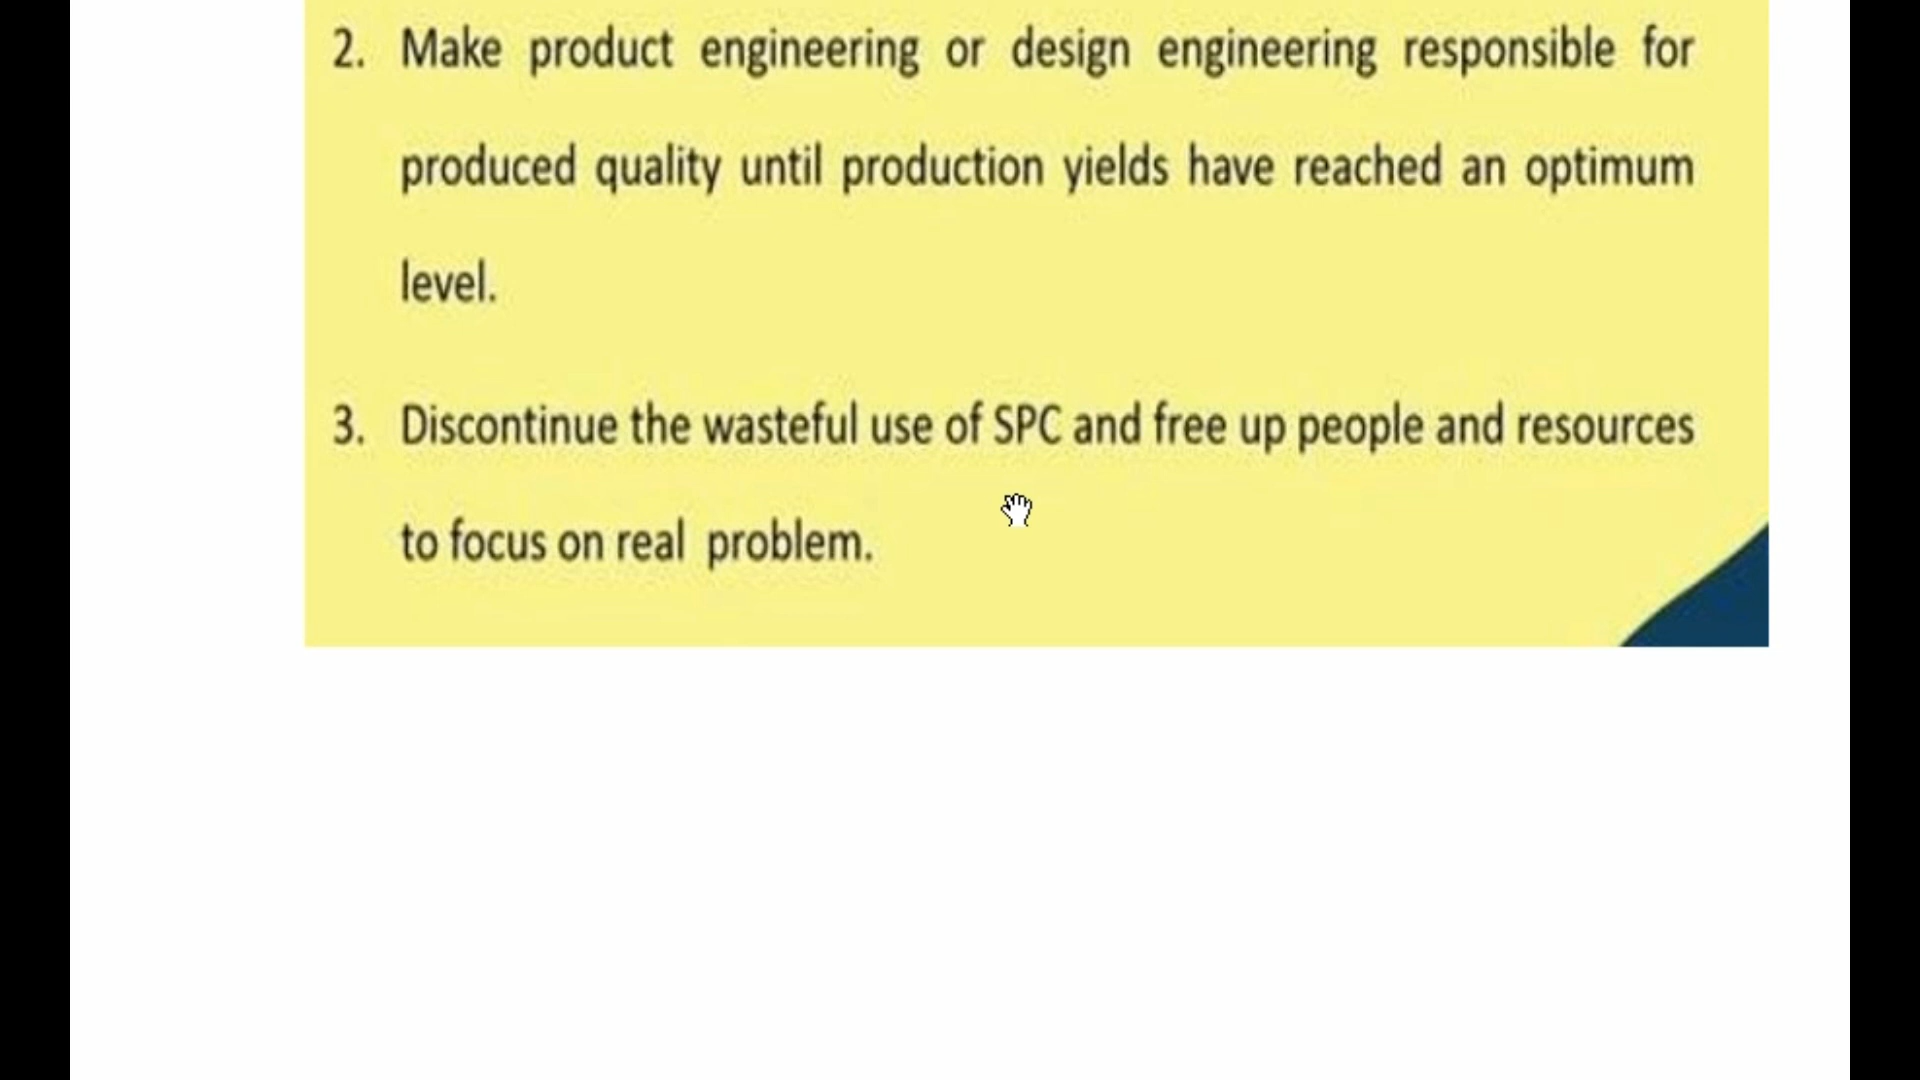 2. Make product engineering or design engineering responsible for
produced quality until production yields have reached an optimum
level.
3. Discontinue the wasteful use of SPC and free up people and resources
to focus on real problem.